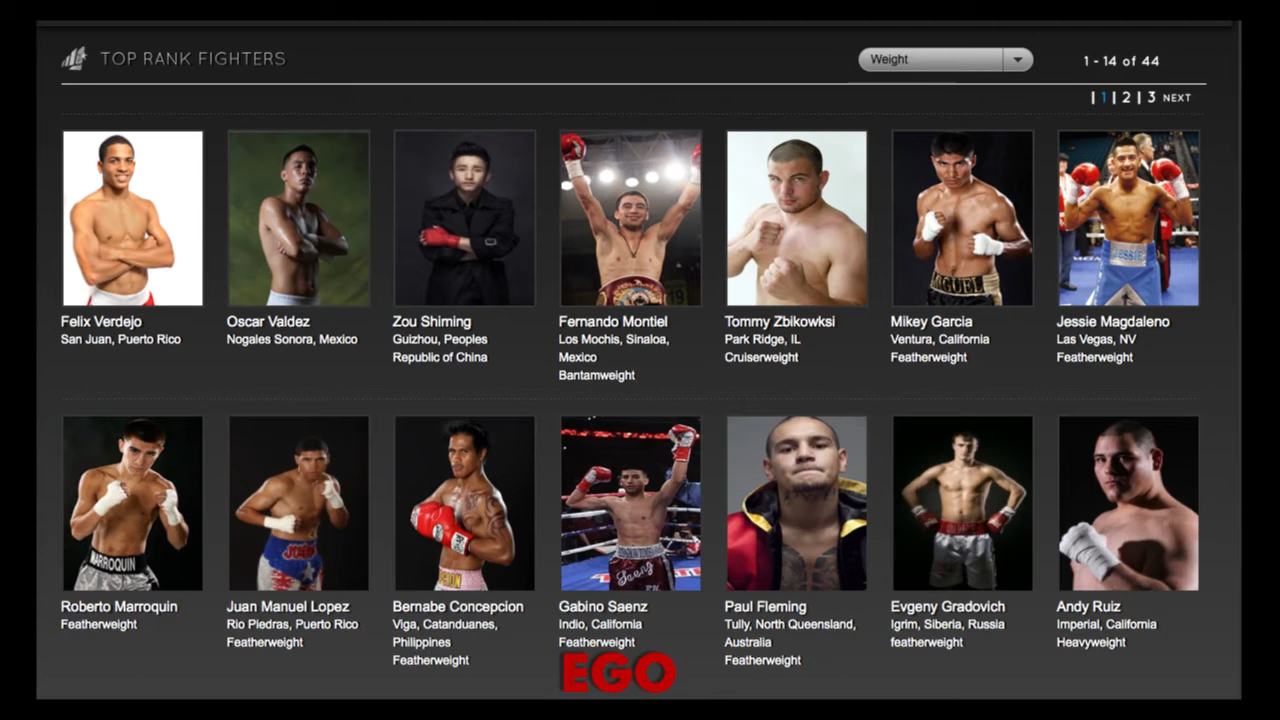 TOP RANK FIGHTERS
Weight
1 - 14 of 44
| 1 | 2 | 3 NEXT
Felix Verdejo
San Juan, Puerto Rico
Oscar Valdez
Nogales Sonora, Mexico
Zou Shiming
Guizhou, Peoples
Republic of China
Fernando Montiel
Los Mochis, Sinaloa,
Mexico
Bantamweight
Tommy Zbikowksi
Park Ridge, IL
Cruiserweight
MIGUEL
Mikey Garcia
Ventura, California
Featherweight
JESSIE
Jessie Magdaleno
Las Vegas, NV
Featherweight
MARROQUIN
Roberto Marroquin
Featherweight
Juan Manuel Lopez
Rio Piedras, Puerto Rico
Featherweight
Bernabe Concepcion
Viga, Catanduanes,
Philippines
Featherweight
Saenz
Gabino Saenz
Indio, California
Featherweight
Paul Fleming
Tully, North Queensland,
Australia
Featherweight
Evgeny Gradovich
Igrim, Siberia, Russia
featherweight
Andy Ruiz
Imperial, California
Heavyweight
EGO